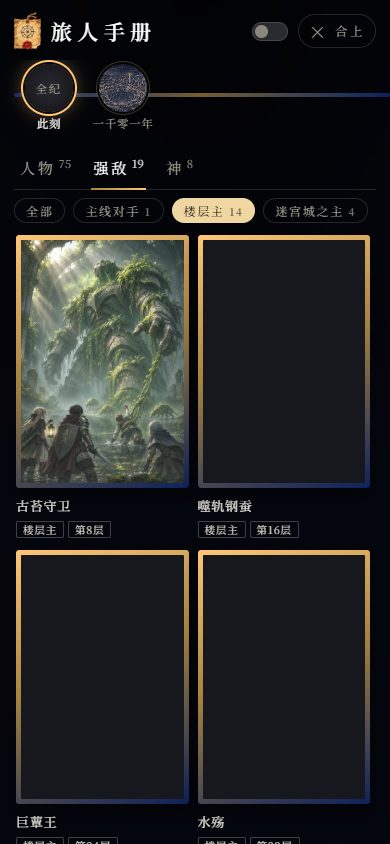 旅人手册
合上
全纪
此刻
一千零一年
人物 75 强敌 19 神 8
全部 主线对手 1 楼层主 14 迷宫城之主 4
古苔守卫
楼层主 第8层
噬轨钢蚕
楼层主 第16层
巨蕈王
水殇